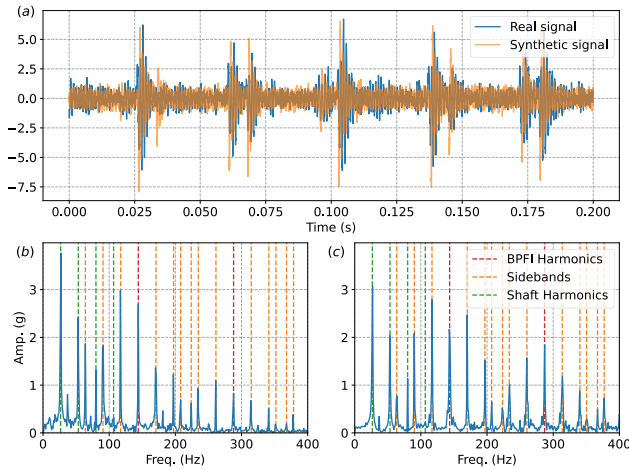 (a)
Real signal
Synthetic signal
5.0
2.5
0.0
−2.5
−5.0
−7.5
0.000 0.025 0.050 0.075 0.100 0.125 0.150 0.175 0.200
Time (s)
(b)
(c)
BPFI Harmonics
Sidebands
Shaft Harmonics
Amp. (g)
3
2
1
0
0 100 200 300 400
Freq. (Hz)
3
2
1
0
0 100 200 300 400
Freq. (Hz)